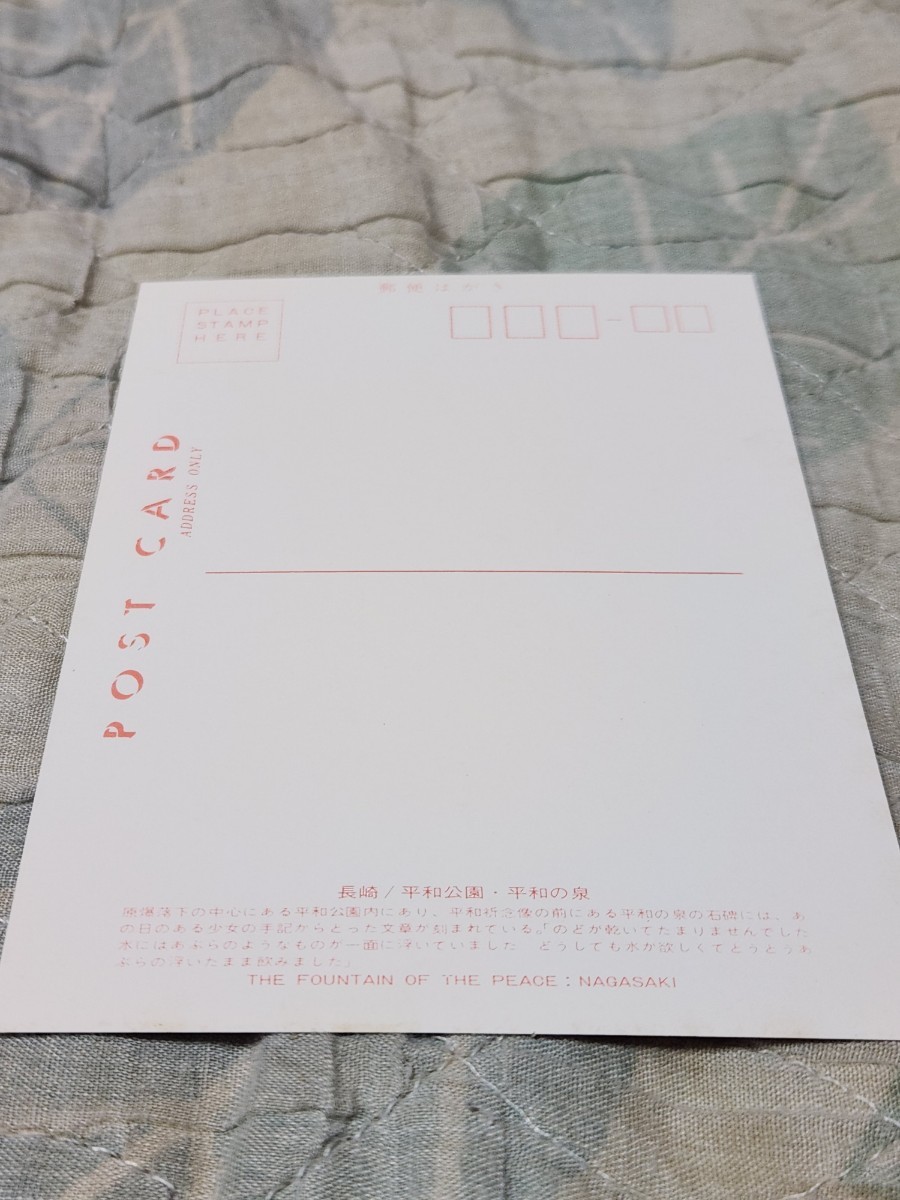 郵便はがき
PLACE
STAMP
HERE
POST CARD
ADDRESS ONLY
長崎/平和公園・平和の泉
原爆落下の中心にある平和公園内にあり、平和祈念像の前にある平和の泉の石碑には、あ
の日のある少女の手記からとった文章が刻まれている。「のどが乾いてたまりませんでした
水にはあぶらのようなものが一面に浮いていました どうしても水が欲しくてとうとうあ
ぶらの浮いたまま飲みました」
THE FOUNTAIN OF THE PEACE : NAGASAKI